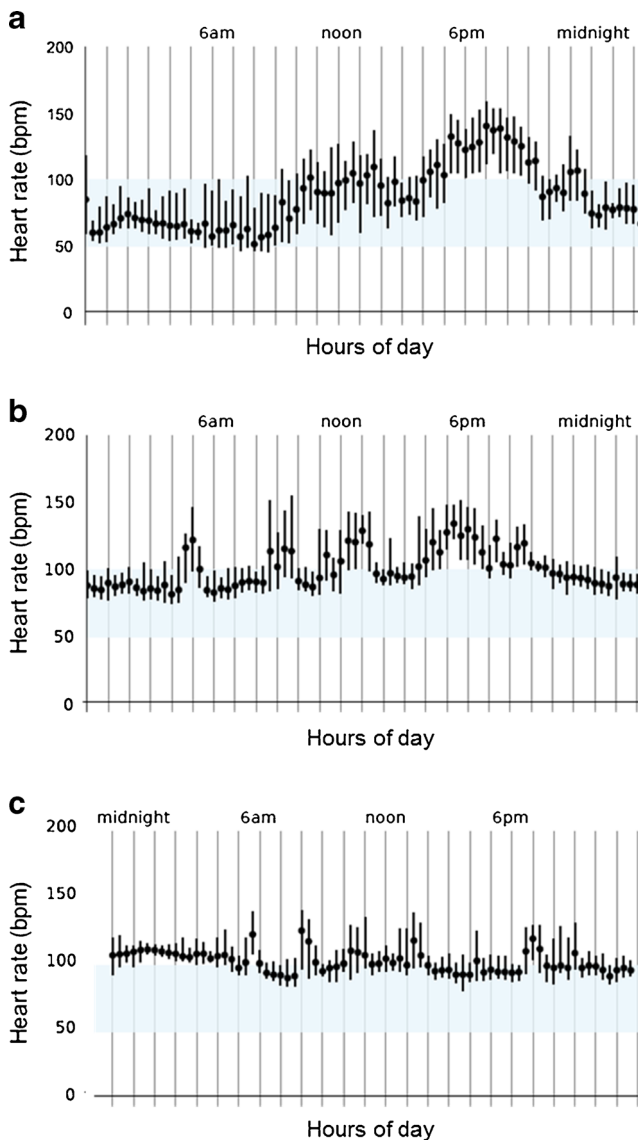 a
6am noon 6pm midnight
200
150
100
50
0
Heart rate (bpm)
Hours of day
b
6am noon 6pm midnight
200
150
100
50
0
Heart rate (bpm)
Hours of day
c
midnight 6am noon 6pm
200
150
100
50
0
Heart rate (bpm)
Hours of day